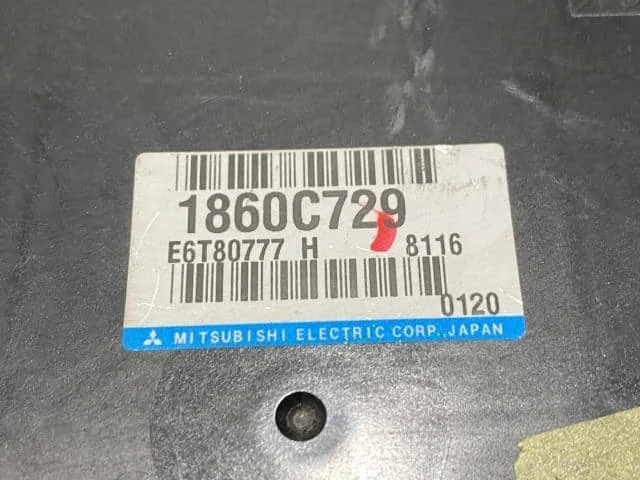 1860C729
E6T80777 H 8116
0120
MITSUBISHI ELECTRIC CORP., JAPAN